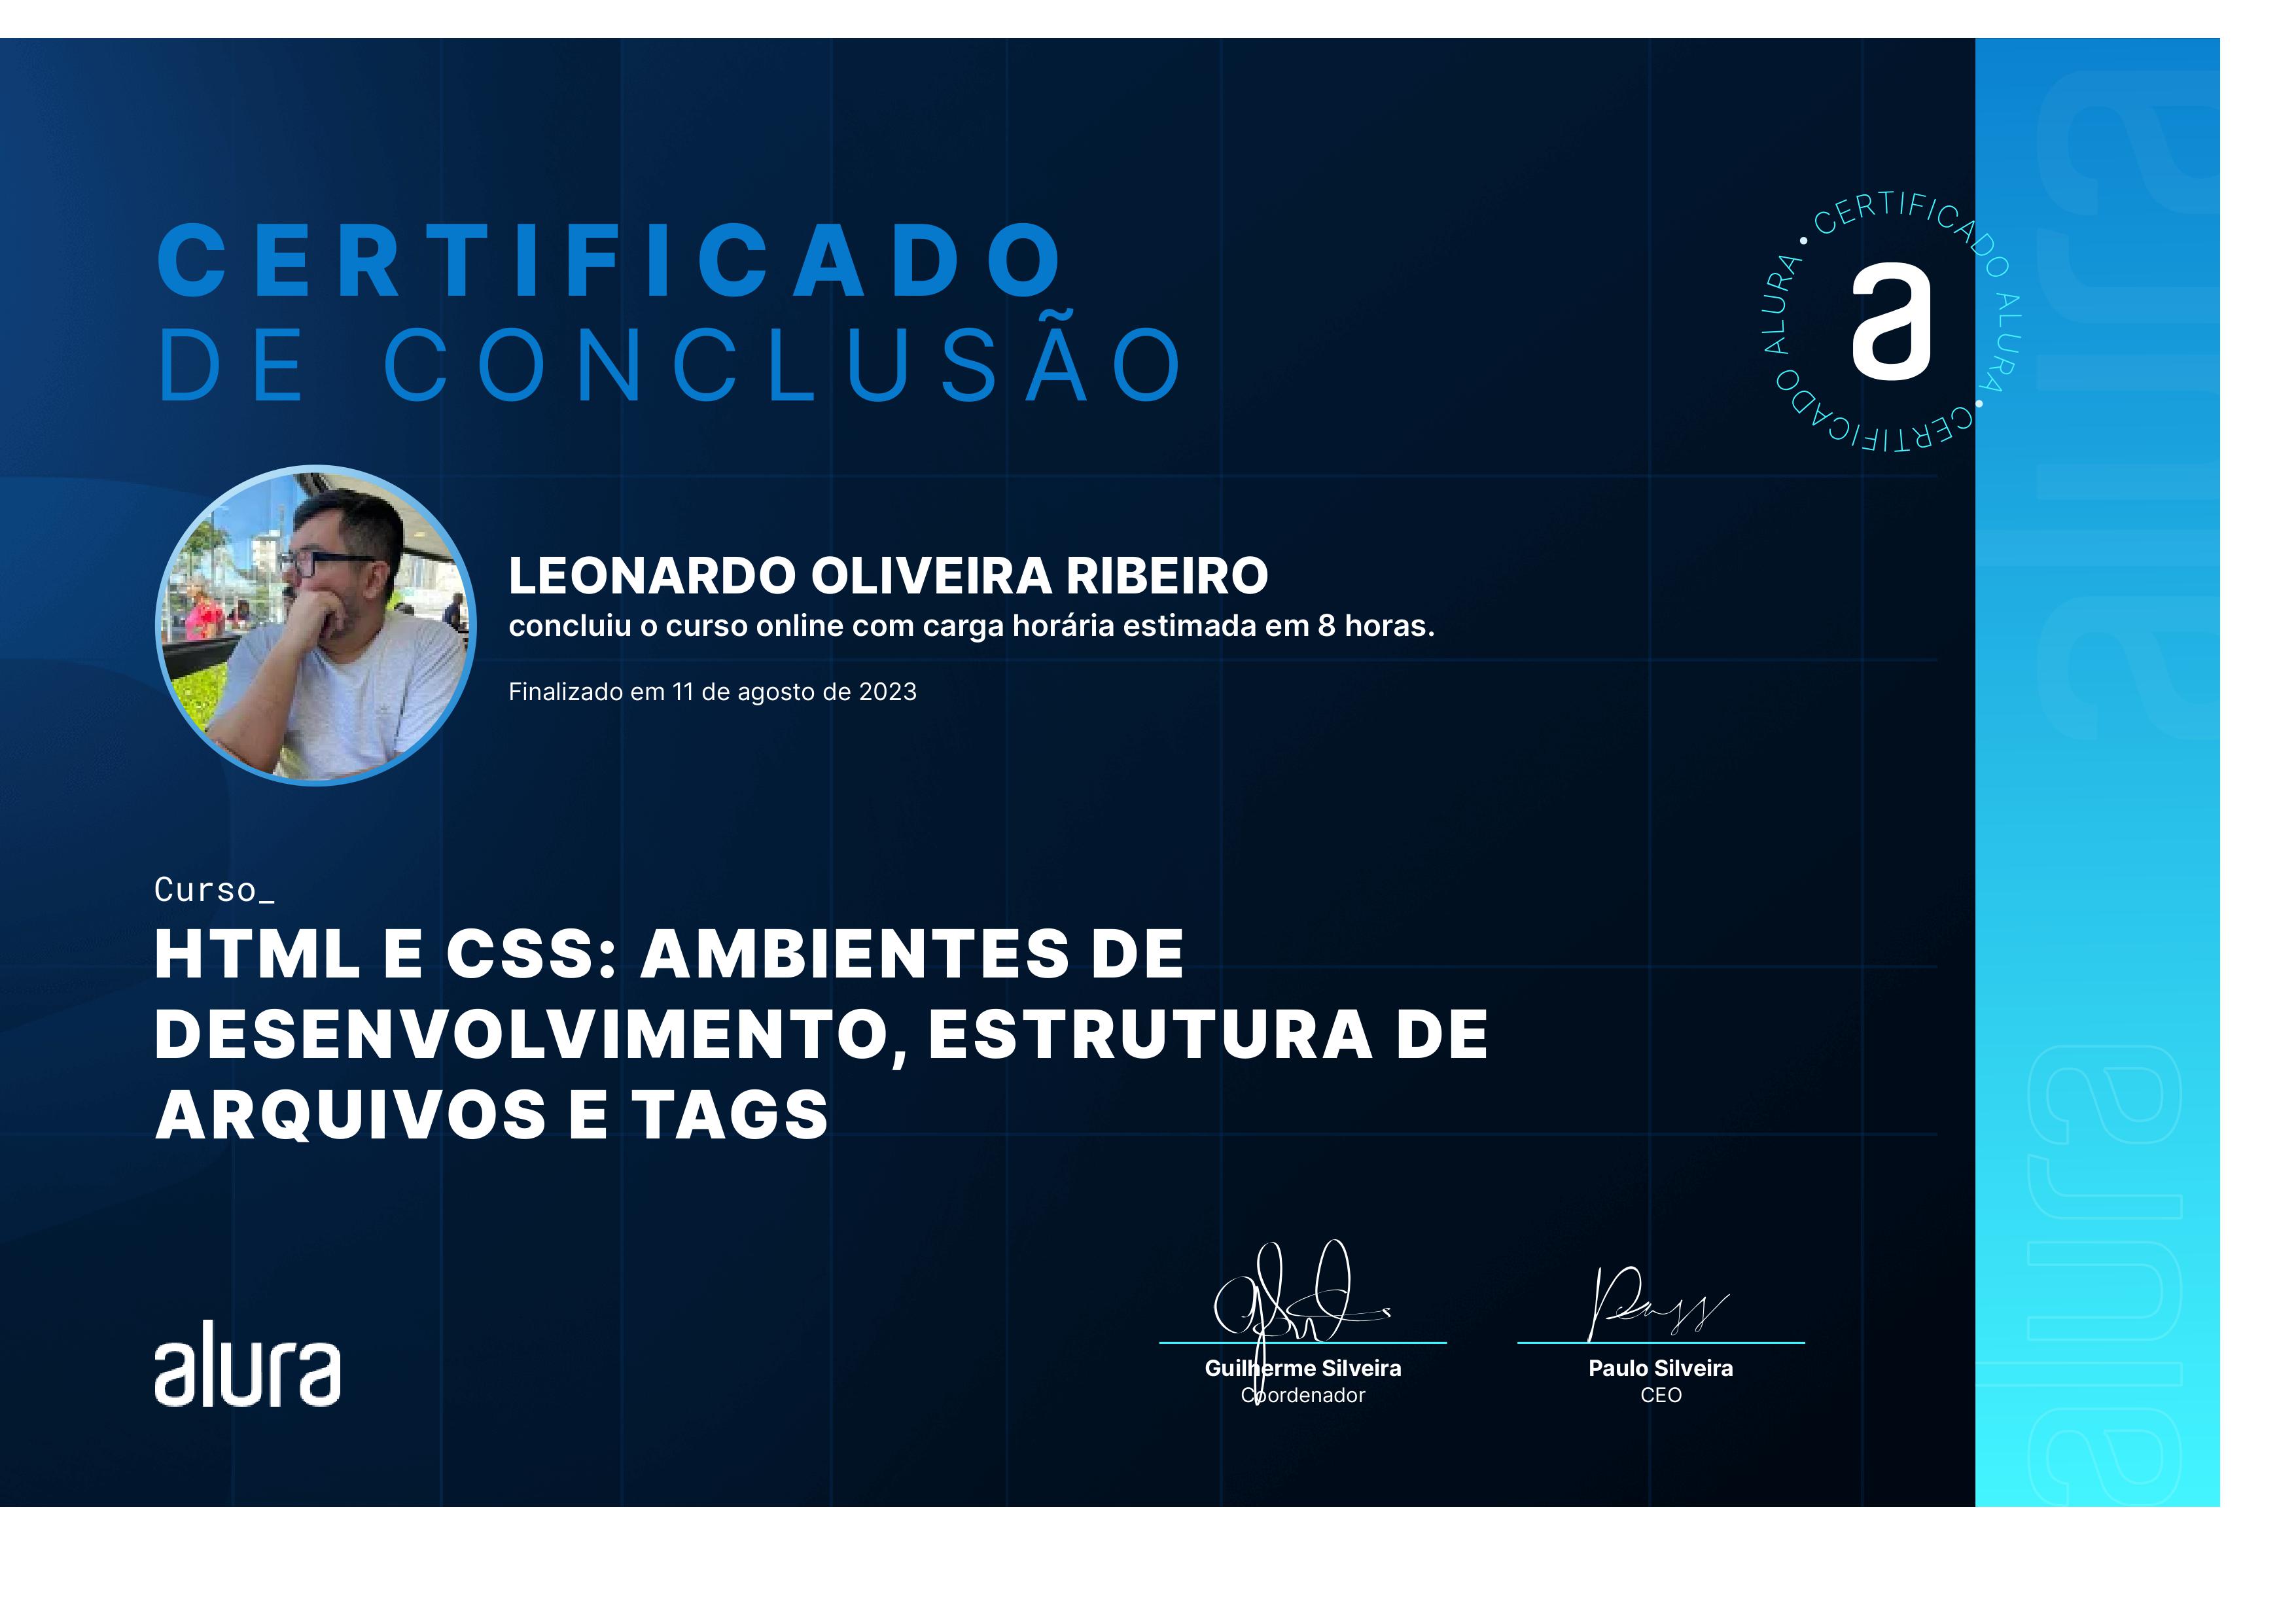 CERTIFICADO
DE CONCLUSÃO
CERTIFICADO ALURA • CERTIFICADO ALURA •
a
LEONARDO OLIVEIRA RIBEIRO
concluiu o curso online com carga horária estimada em 8 horas.
Finalizado em 11 de agosto de 2023
Curso_
HTML E CSS: AMBIENTES DE
DESENVOLVIMENTO, ESTRUTURA DE
ARQUIVOS E TAGS
alura
Guilherme Silveira
Coordenador
Paulo Silveira
CEO
alura
alura
alura